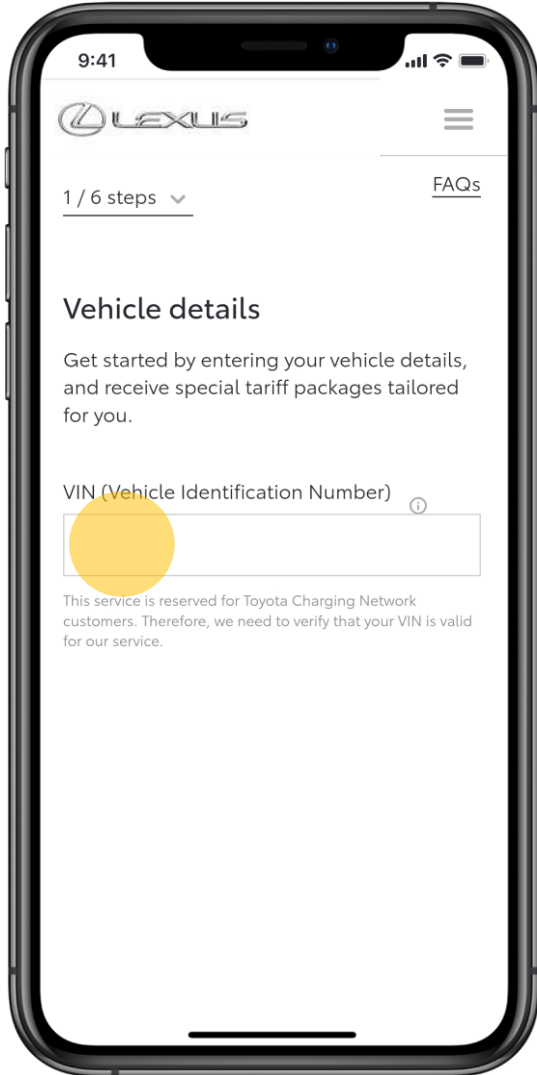 9:41
LEXUS
1 / 6 steps
FAQs
Vehicle details
Get started by entering your vehicle details,
and receive special tariff packages tailored
for you.
VIN (Vehicle Identification Number)
This service is reserved for Toyota Charging Network
customers. Therefore, we need to verify that your VIN is valid
for our service.